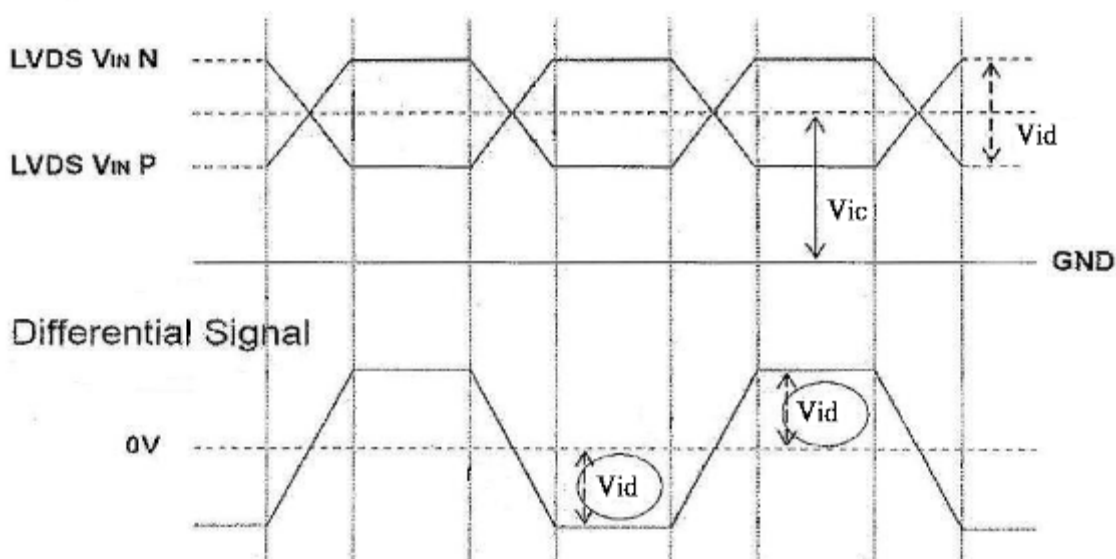 LVDS VIN N
Vid
LVDS VIN P
Vic
GND
Differential Signal
Vid
0V
Vid